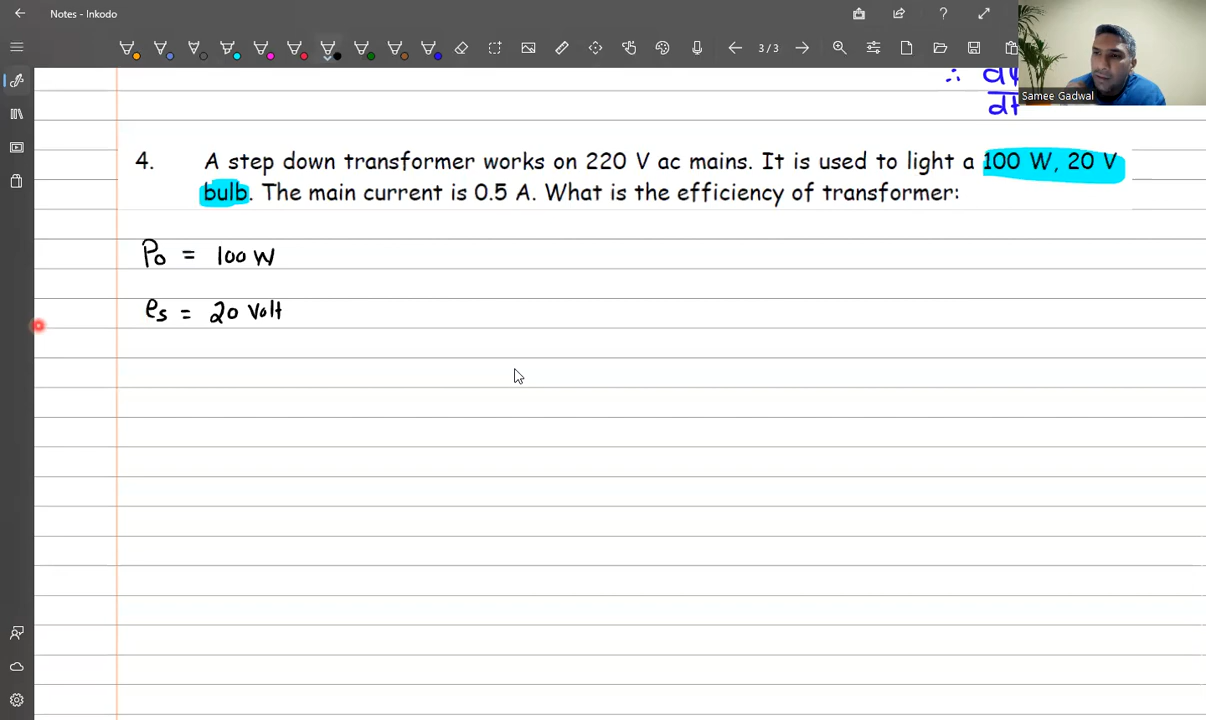 Notes - Inkodo
3 / 3
Samee Gadwal
∴ dφ
dt
4. A step down transformer works on 220 V ac mains. It is used to light a 100 W, 20 V
bulb. The main current is 0.5 A. What is the efficiency of transformer:
Po = 100 W
es = 20 Volt